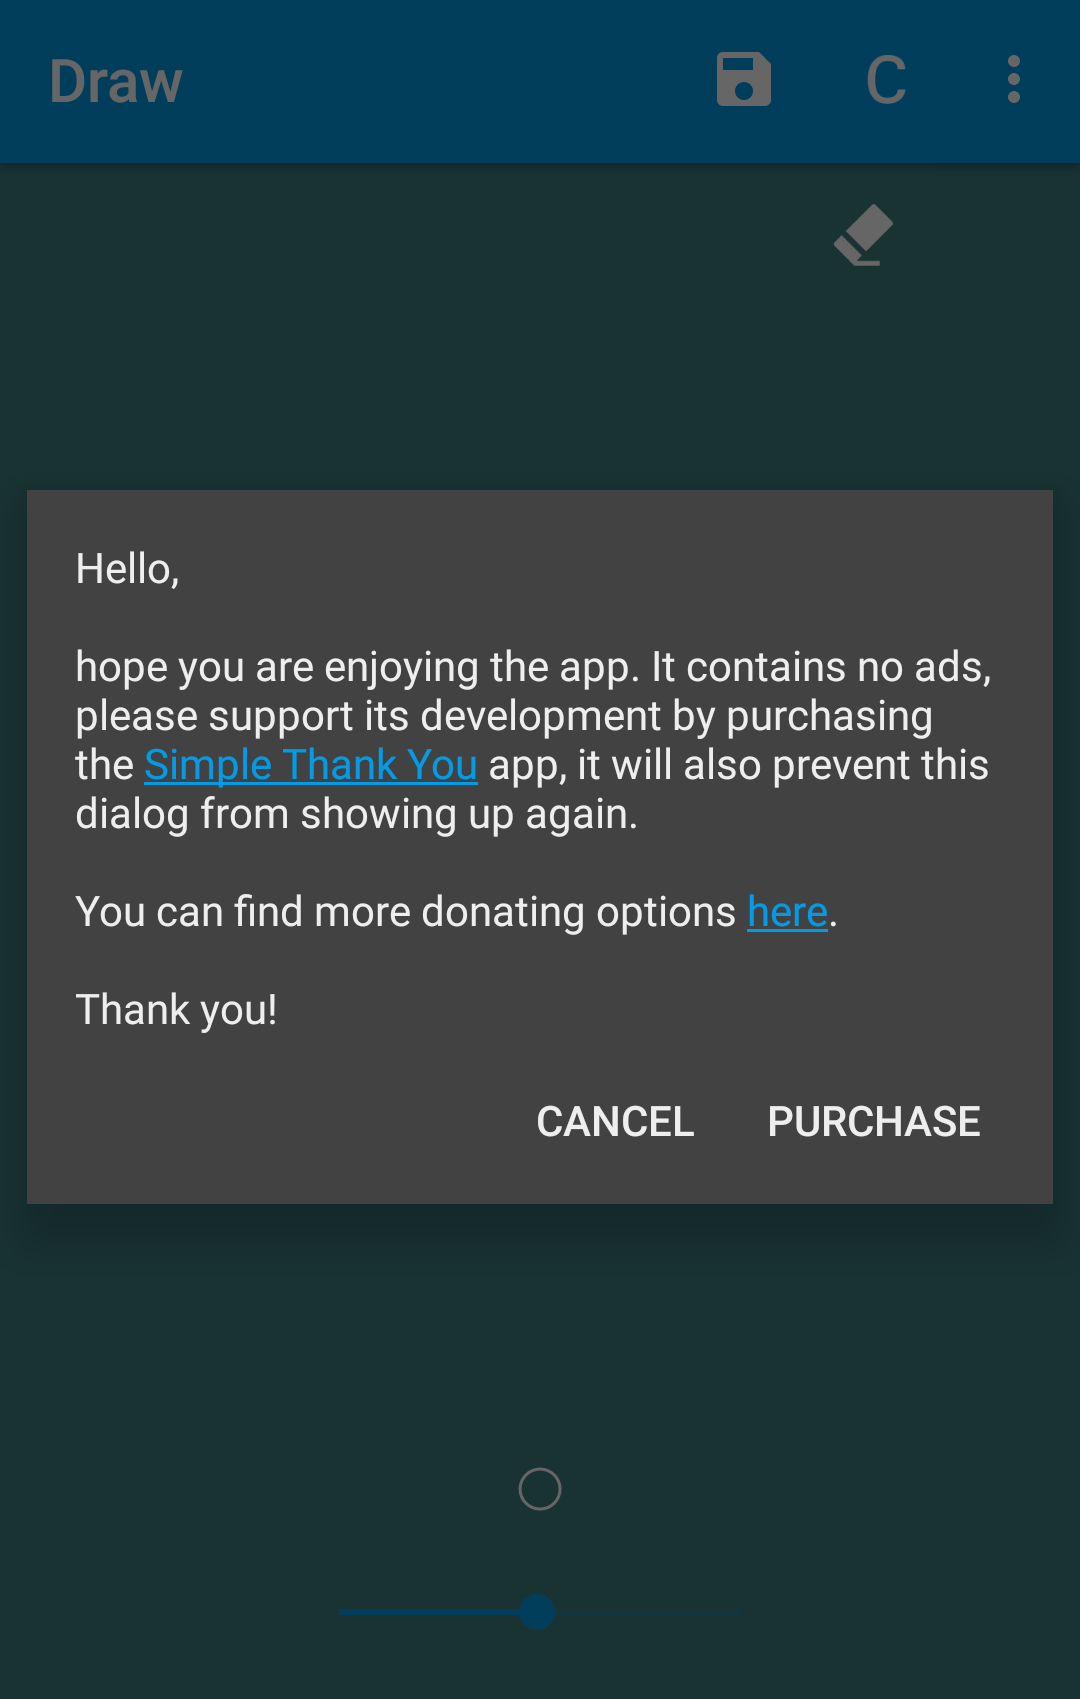 Draw
C
Hello,
hope you are enjoying the app. It contains no ads,
please support its development by purchasing
the Simple Thank You app, it will also prevent this
dialog from showing up again.
You can find more donating options here.
Thank you!
CANCEL PURCHASE